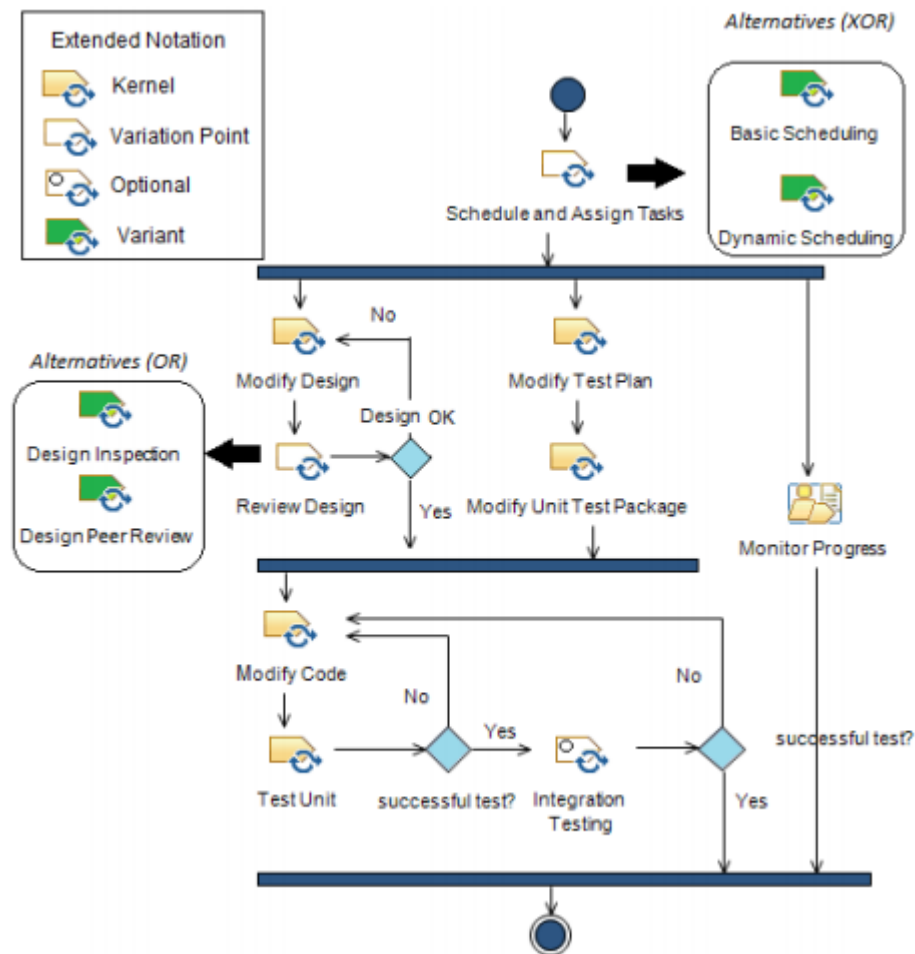 Alternatives (XOR)
Extended Notation
Kernel
Variation Point
Optional
Variant
Basic Scheduling
Dynamic Scheduling
Schedule and Assign Tasks
No
Alternatives (OR)
Modify Design
Modify Test Plan
Design OK
Design Inspection
Review Design
Yes
Modify Unit Test Package
Design Peer Review
Monitor Progress
Modify Code
No
No
Yes
successful test?
Test Unit
successful test?
Integration
Testing
Yes